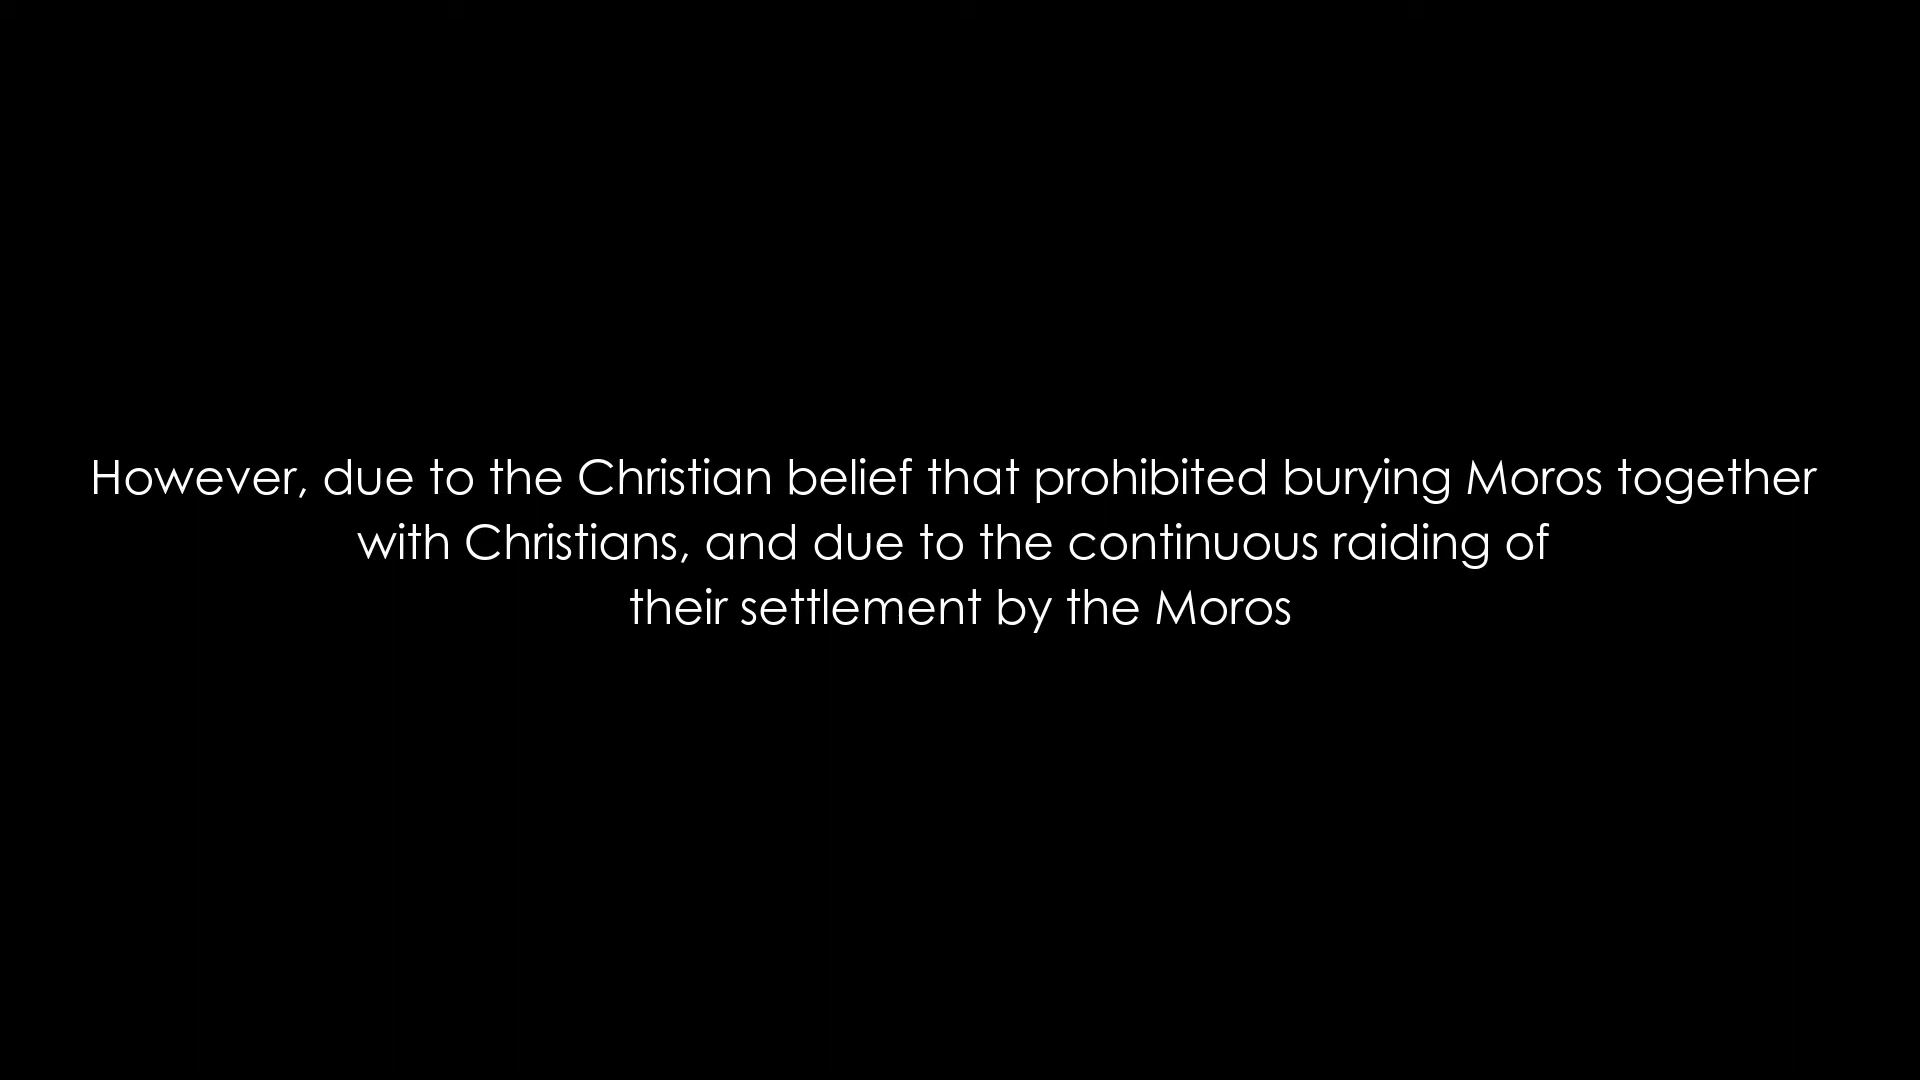 However, due to the Christian belief that prohibited burying Moros together
with Christians, and due to the continuous raiding of
their settlement by the Moros